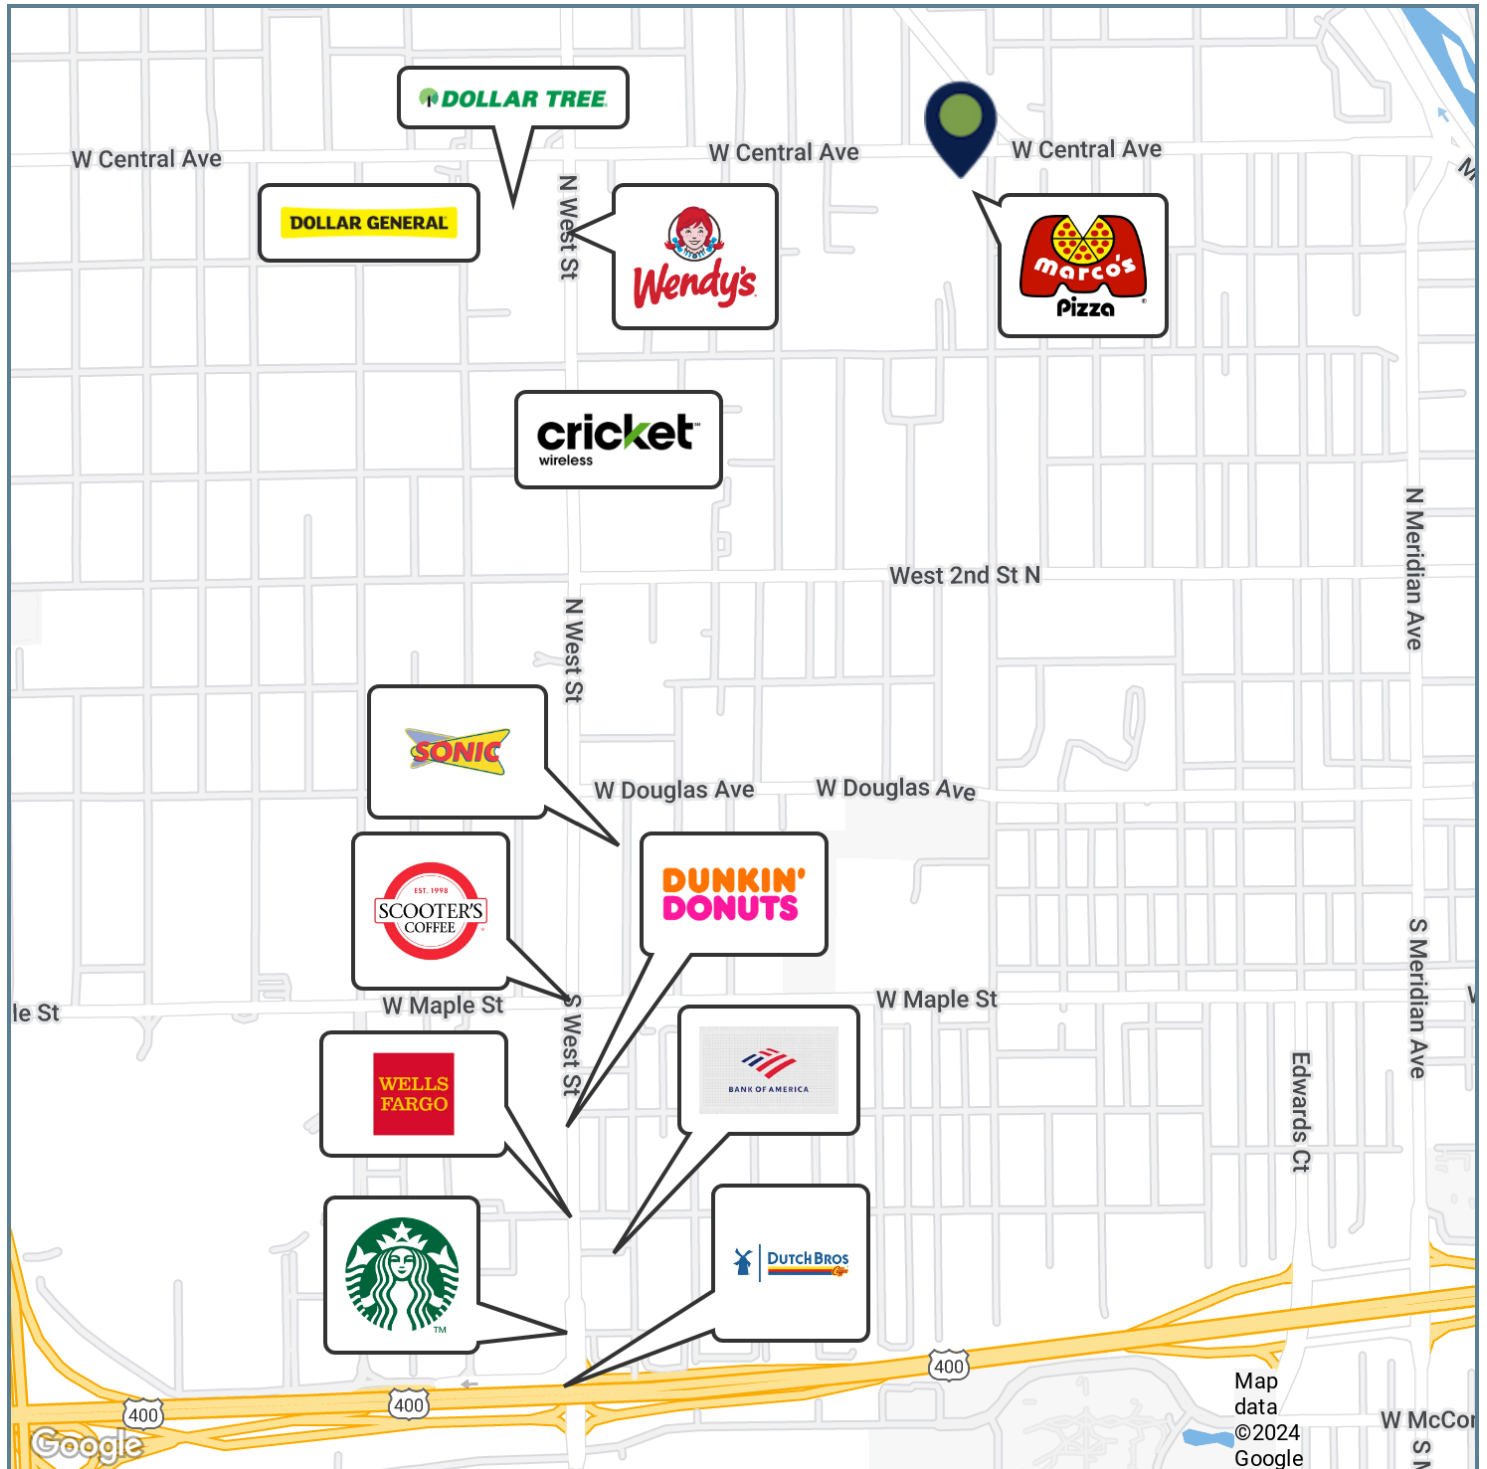 DOLLAR TREE
W Central Ave
W Central Ave
W Central Ave
DOLLAR GENERAL
N West St
Wendy's
marco's
Pizza
cricket
wireless
N Meridian Ave
West 2nd St N
N West St
SONIC
W Douglas Ave
W Douglas Ave
EST. 1998
SCOOTER'S
COFFEE
DUNKIN'
DONUTS
S Meridian Ave
le St
W Maple St
W Maple St
S West St
WELLS
FARGO
BANK OF AMERICA
Edwards Ct
DUTCH BROS
TM
400
400
400
Map
data
©2024
Google
W McCor
S M
Google